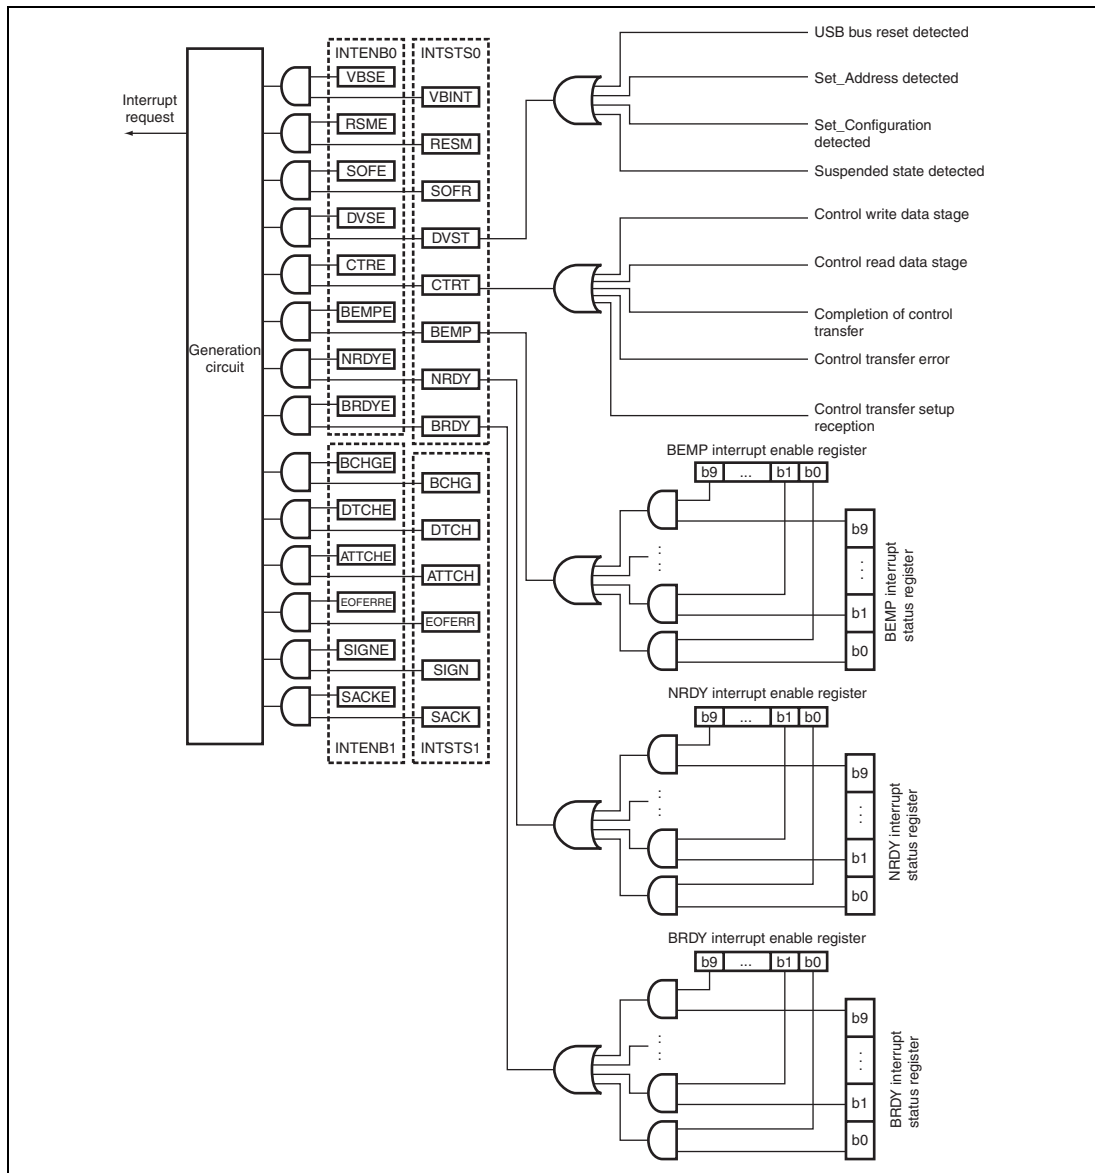 Interrupt
request
Generation
circuit
INTENB0
VBSE
RSME
SOFE
DVSE
CTRE
BEMPE
NRDYE
BRDYE
INTSTS0
VBINT
RESM
SOFR
DVST
CTRT
BEMP
NRDY
BRDY
BCHGE
DTCHE
ATTCHE
EOFERRE
SIGNE
SACKE
INTENB1
BCHG
DTCH
ATTCH
EOFERR
SIGN
SACK
INTSTS1
USB bus reset detected
Set_Address detected
Set_Configuration
detected
Suspended state detected
Control write data stage
Control read data stage
Completion of control
transfer
Control transfer error
Control transfer setup
reception
BEMP interrupt enable register
b9 ... b1 b0
b9
...
b1
b0
BEMP interrupt
status register
NRDY interrupt enable register
b9 ... b1 b0
b9
...
b1
b0
NRDY interrupt
status register
BRDY interrupt enable register
b9 ... b1 b0
b9
...
b1
b0
BRDY interrupt
status register